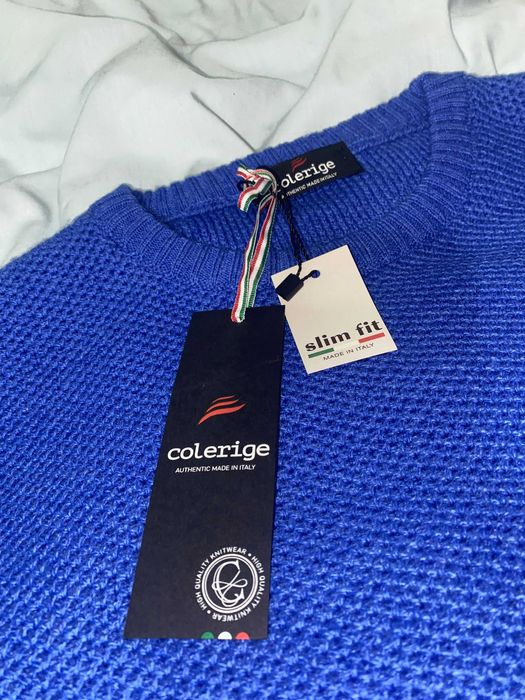 colerige
AUTHENTIC MADE IN ITALY
slim fit
MADE IN ITALY
colerige
AUTHENTIC MADE IN ITALY
HIGH QUALITY KNITWEAR • HIGH QUALITY KNITWEAR •